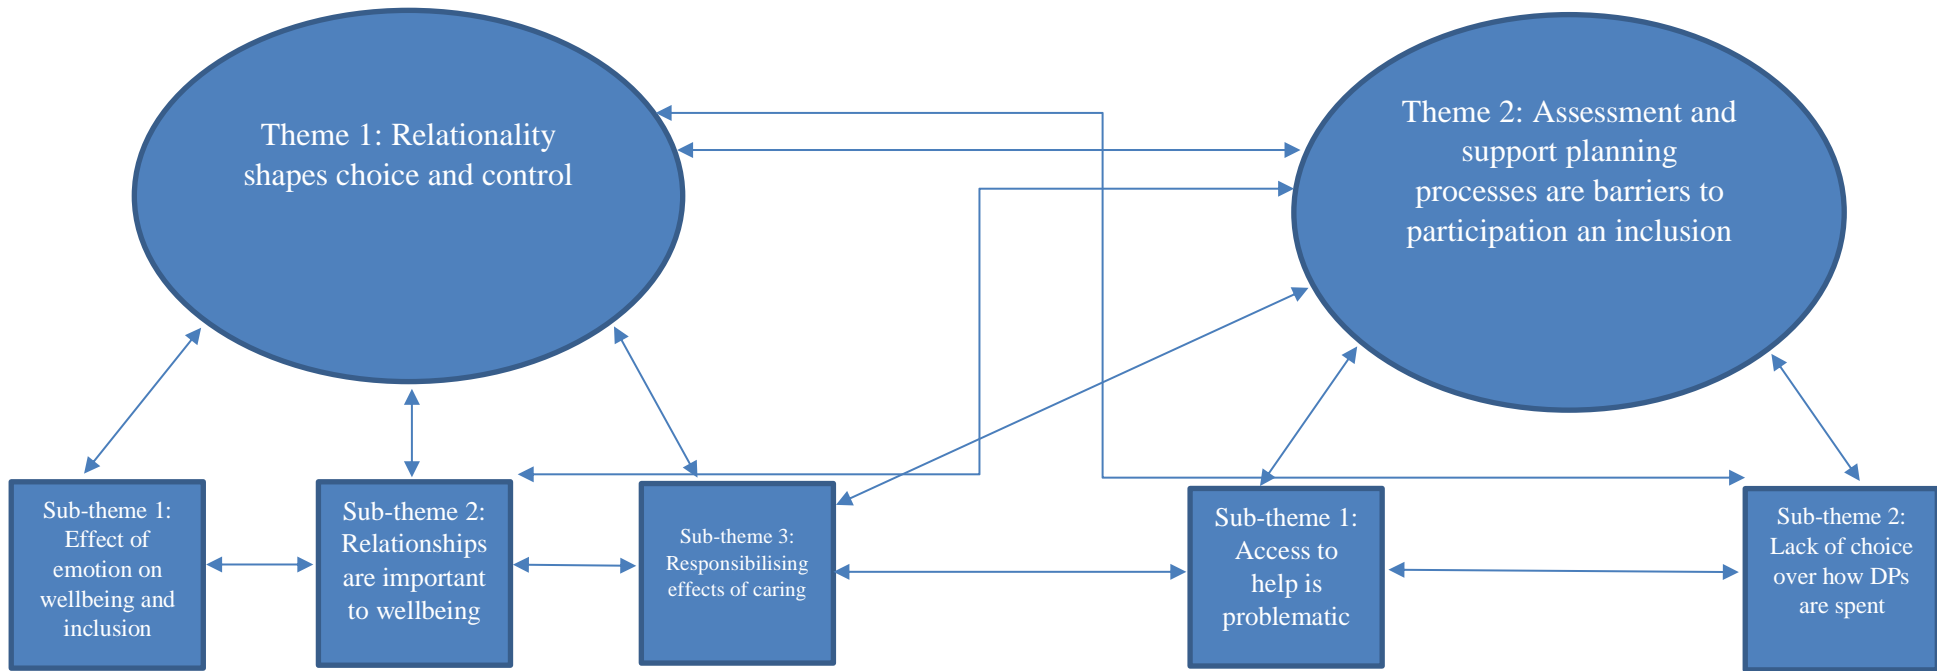 Theme 1: Relationality
shapes choice and control
Theme 2: Assessment and
support planning
processes are barriers to
participation an inclusion
Sub-theme 1:
Effect of
emotion on
wellbeing and
inclusion
Sub-theme 2:
Relationships
are important
to wellbeing
Sub-theme 3:
Responsibilising
effects of caring
Sub-theme 1:
Access to
help is
problematic
Sub-theme 2:
Lack of choice
over how DPs
are spent